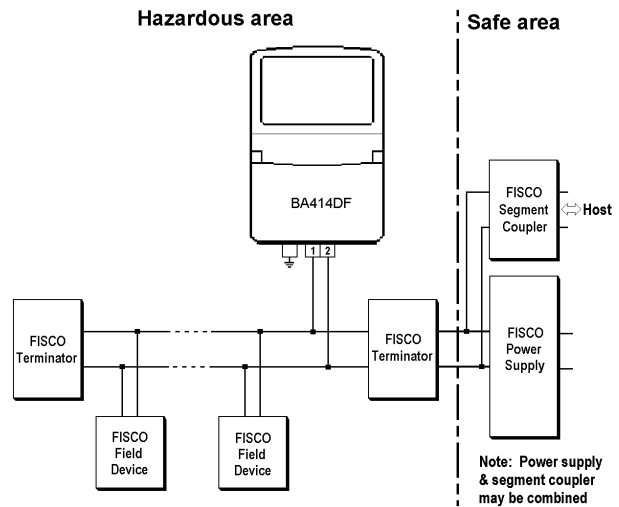 Hazardous area
Safe area
BA414DF
1 2
FISCO
Segment
Coupler
Host
FISCO
Terminator
FISCO
Terminator
FISCO
Power
Supply
FISCO
Field
Device
FISCO
Field
Device
Note: Power supply
& segment coupler
may be combined